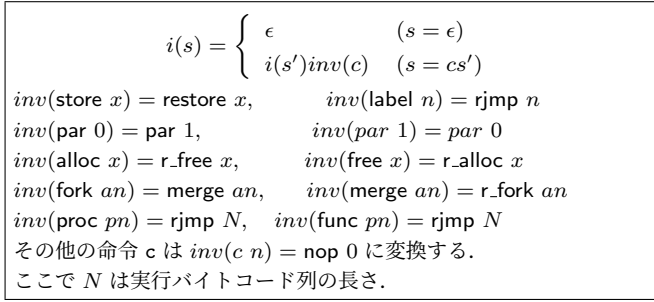 i(s) = { ϵ (s = ϵ)
i(s′)inv(c) (s = cs′)
inv(store x) = restore x, inv(label n) = rjmp n
inv(par 0) = par 1, inv(par 1) = par 0
inv(alloc x) = r_free x, inv(free x) = r_alloc x
inv(fork an) = merge an, inv(merge an) = r_fork an
inv(proc pn) = rjmp N, inv(func pn) = rjmp N
その他の命令 c は inv(c n) = nop 0 に変換する.
ここで N は実行バイトコード列の長さ.